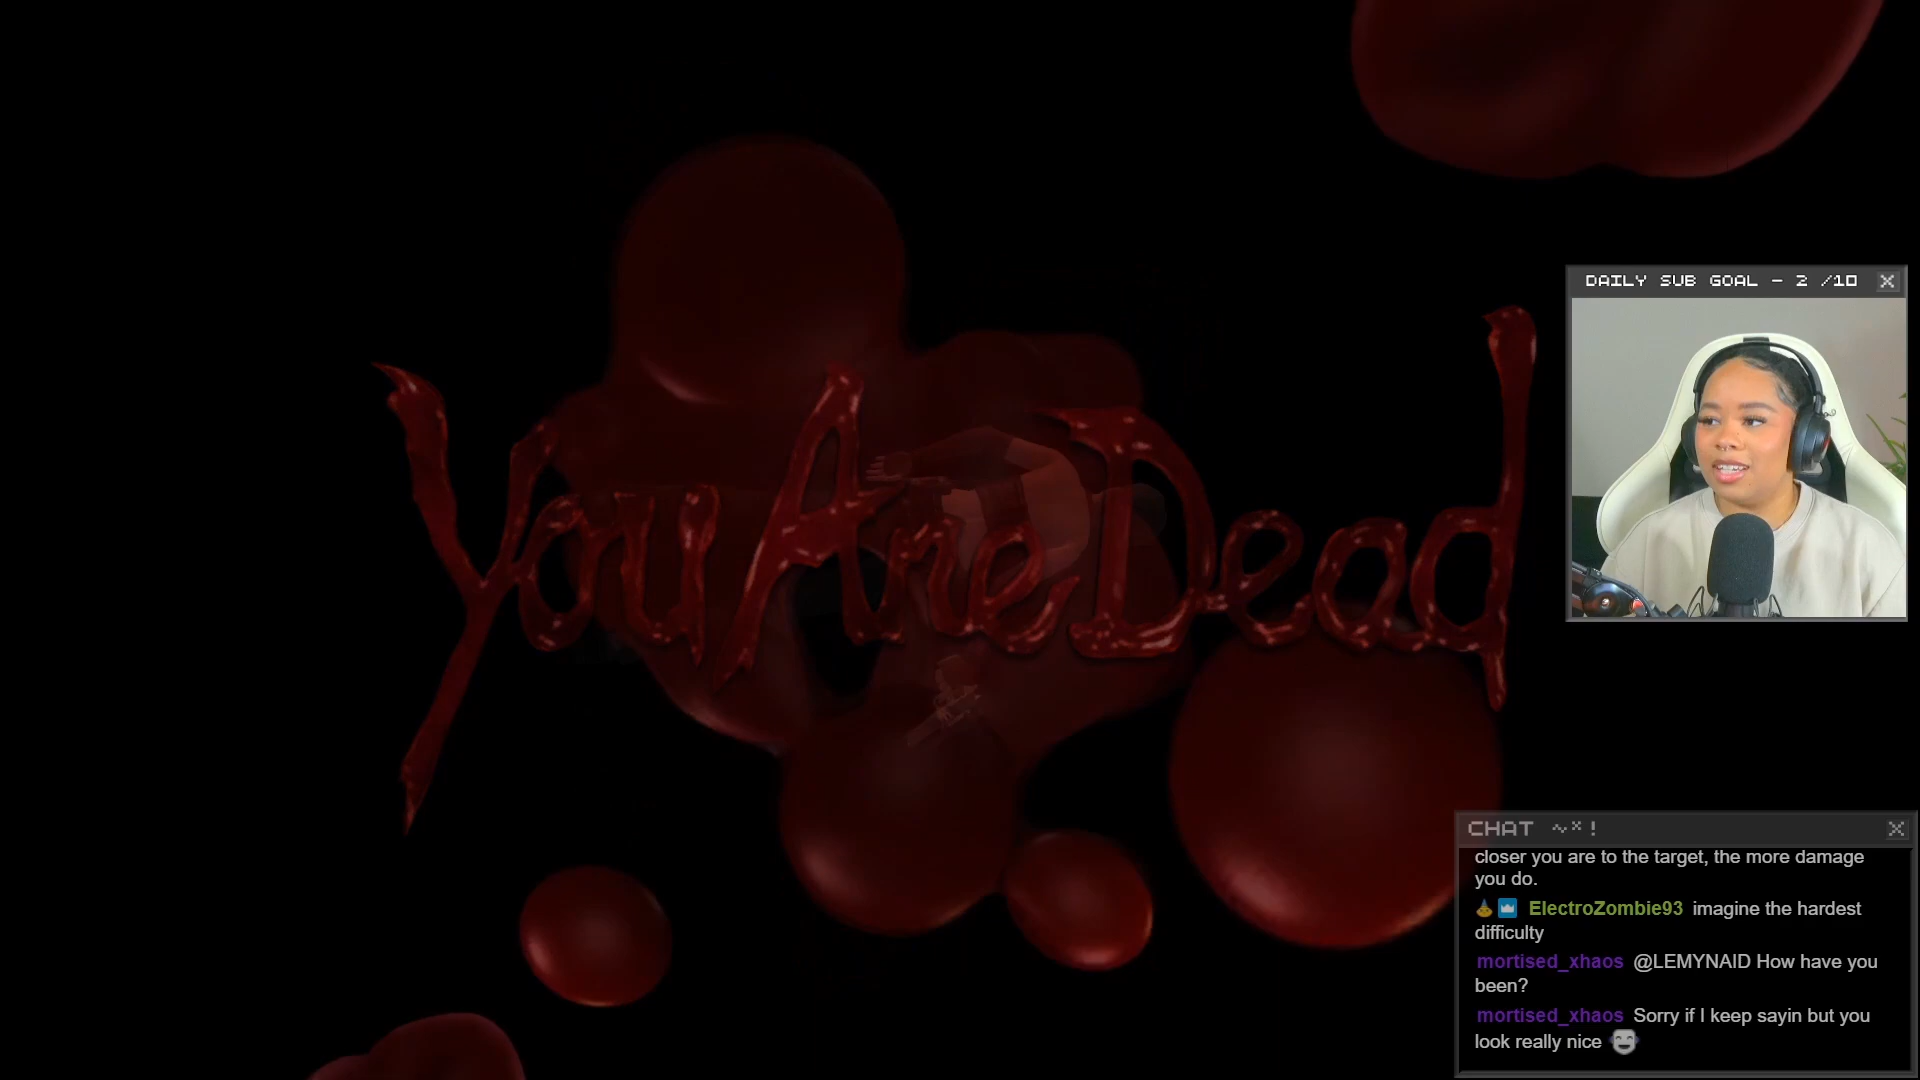 DAILY SUB GOAL - 2 /10
You Are Dead
CHAT ~*!
closer you are to the target, the more damage
you do.
ElectroZombie93 imagine the hardest
difficulty
mortised_xhaos @LEMYNAID How have you
been?
mortised_xhaos Sorry if I keep sayin but you
look really nice